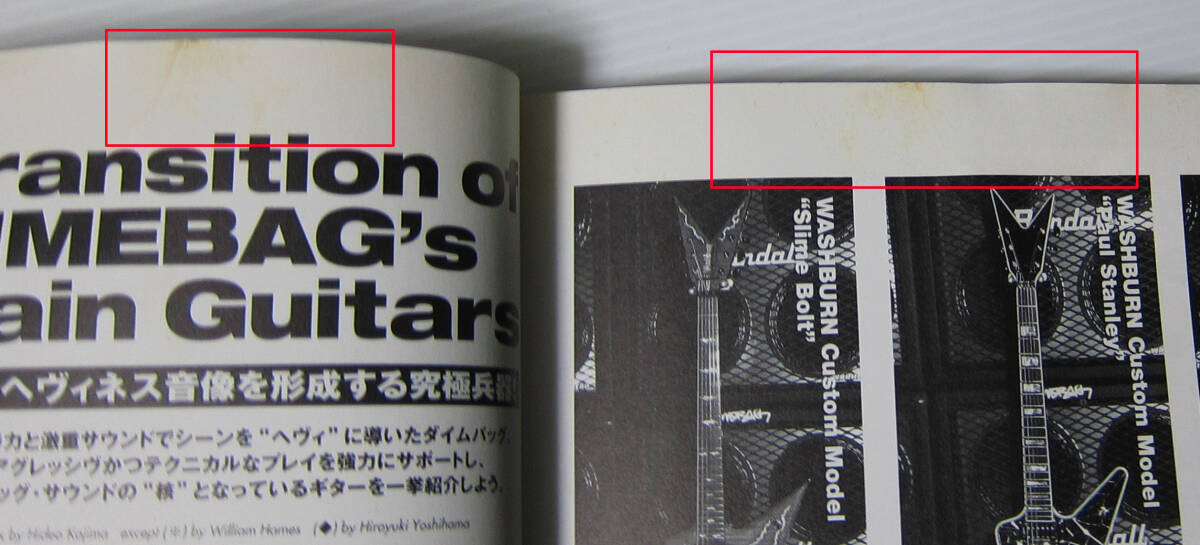 ransition of
IMEBAG's
ain Guitars
ヘヴィネス音像を形成する究極兵器
力と激重サウンドでシーンを“ヘヴィ”に導いたダイムバッグ。
アグレッシヴかつテクニカルなプレイを強力にサポートし、
ッグ・サウンドの“核”となっているギターを一挙紹介しよう。
by Hideo Kojima except (※) by William Hames (◆) by Hiroyuki Yoshihama
WASHBURN Custom Model
“Slime Bolt”
ndall
WASHBURN Custom Model
“Paul Stanley”
ndall